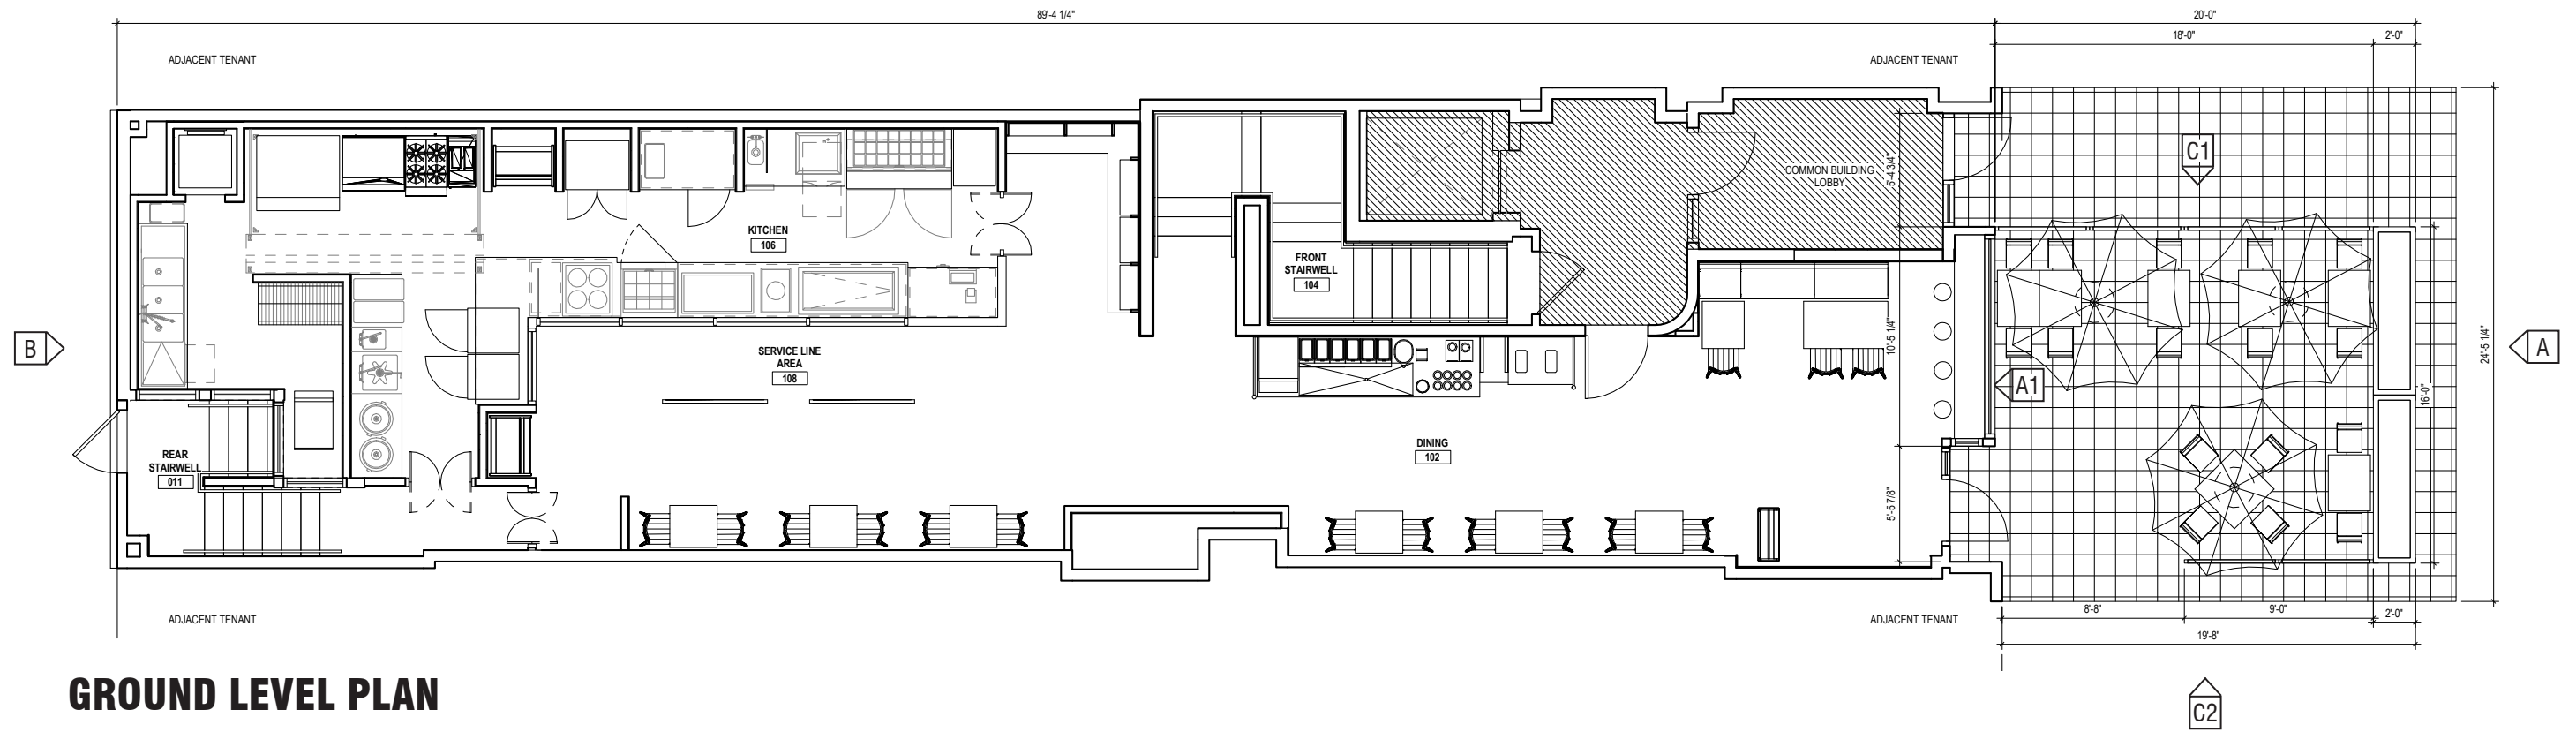 89'-4 1/4"
20'-0"
18'-0"
2'-0"
ADJACENT TENANT
ADJACENT TENANT
C1
COMMON BUILDING
LOBBY
5'-4 3/4"
KITCHEN
106
FRONT
STAIRWELL
104
B
SERVICE LINE
AREA
108
10'-5 1/4"
A1
24'-5 1/4"
A
16'-0"
DINING
102
REAR
STAIRWELL
011
5'-5 7/8"
8'-8"
9'-0"
2'-0"
ADJACENT TENANT
ADJACENT TENANT
19'-8"
GROUND LEVEL PLAN
C2